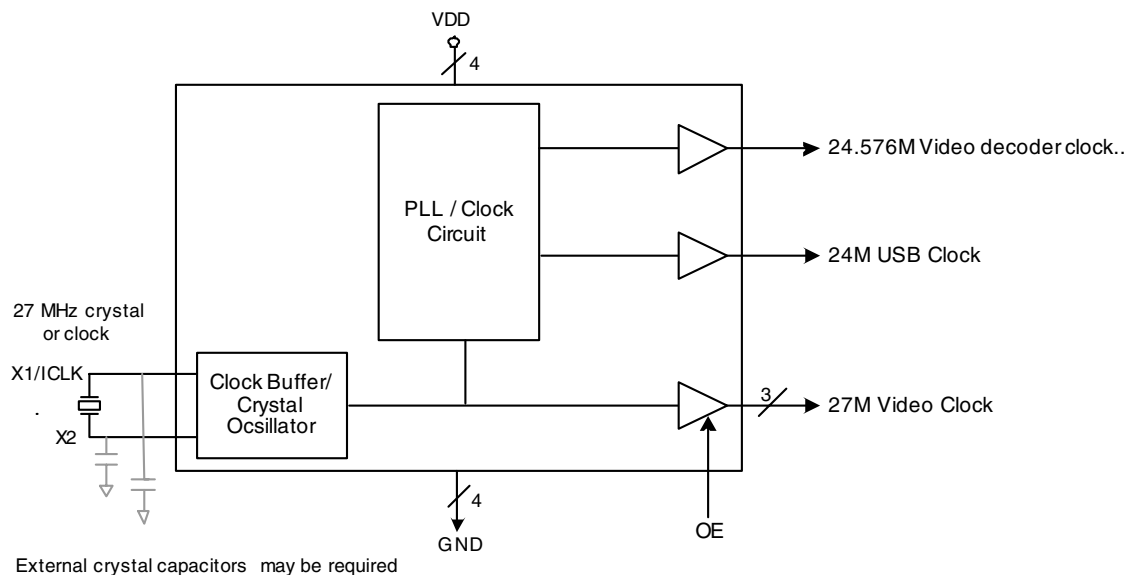 VDD
4
24.576M Video decoder clock..
PLL / Clock
Circuit
24M USB Clock
27 MHz crystal
or clock
X1/ICLK
Clock Buffer/
Crystal
Ocsillator
3
27M Video Clock
.
X2
4
GND
OE
External crystal capacitors may be required